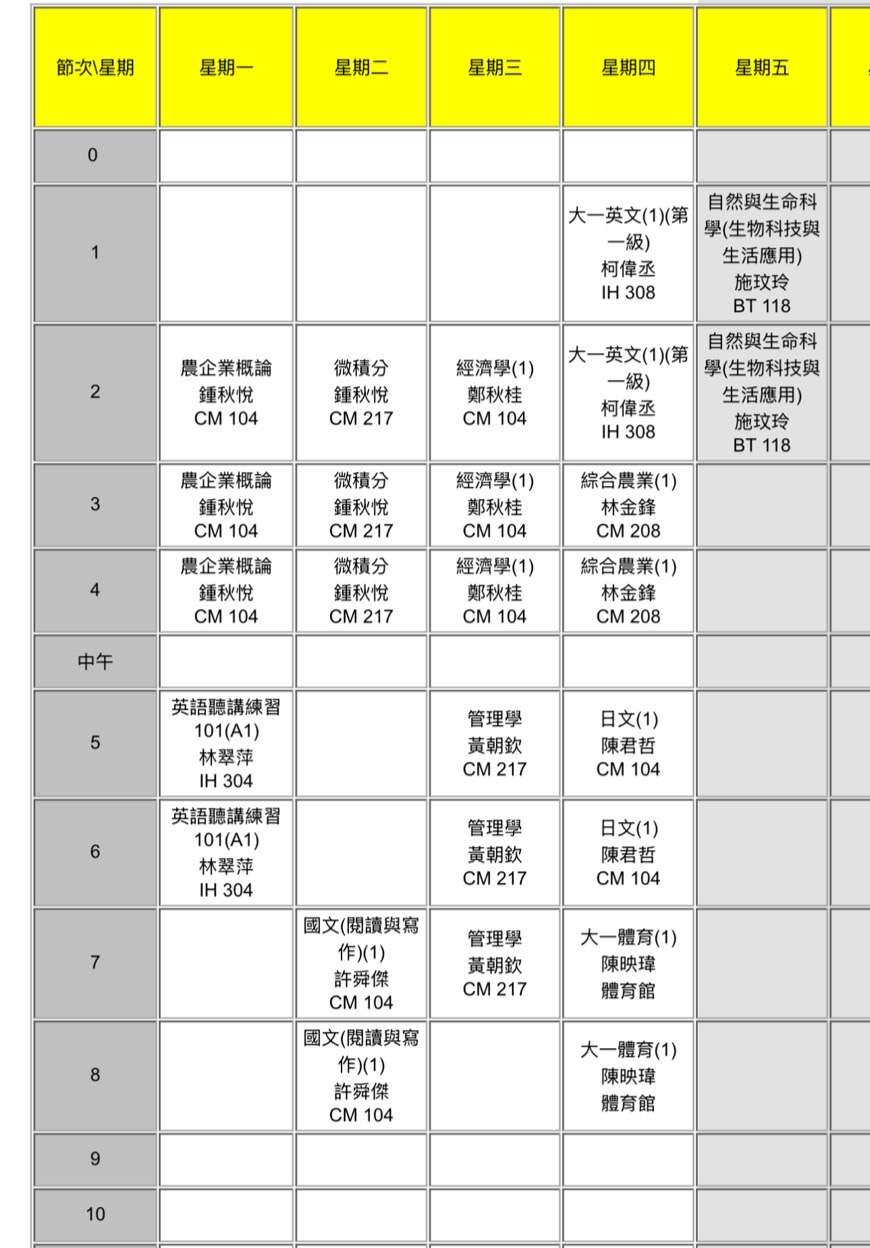 節次\星期 星期一 星期二 星期三 星期四 星期五
0
1
大一英文(1)(第
一級)
柯偉丞
IH 308
自然與生命科
學(生物科技與
生活應用)
施玟玲
BT 118
2
農企業概論
鍾秋悅
CM 104
微積分
鍾秋悅
CM 217
經濟學(1)
鄭秋桂
CM 104
大一英文(1)(第
一級)
柯偉丞
IH 308
自然與生命科
學(生物科技與
生活應用)
施玟玲
BT 118
3
農企業概論
鍾秋悅
CM 104
微積分
鍾秋悅
CM 217
經濟學(1)
鄭秋桂
CM 104
綜合農業(1)
林金鋒
CM 208
4
農企業概論
鍾秋悅
CM 104
微積分
鍾秋悅
CM 217
經濟學(1)
鄭秋桂
CM 104
綜合農業(1)
林金鋒
CM 208
中午
5
英語聽講練習
101(A1)
林翠萍
IH 304
管理學
黃朝欽
CM 217
日文(1)
陳君哲
CM 104
6
英語聽講練習
101(A1)
林翠萍
IH 304
管理學
黃朝欽
CM 217
日文(1)
陳君哲
CM 104
7
國文(閱讀與寫
作)(1)
許舜傑
CM 104
管理學
黃朝欽
CM 217
大一體育(1)
陳映瑋
體育館
8
國文(閱讀與寫
作)(1)
許舜傑
CM 104
大一體育(1)
陳映瑋
體育館
9
10